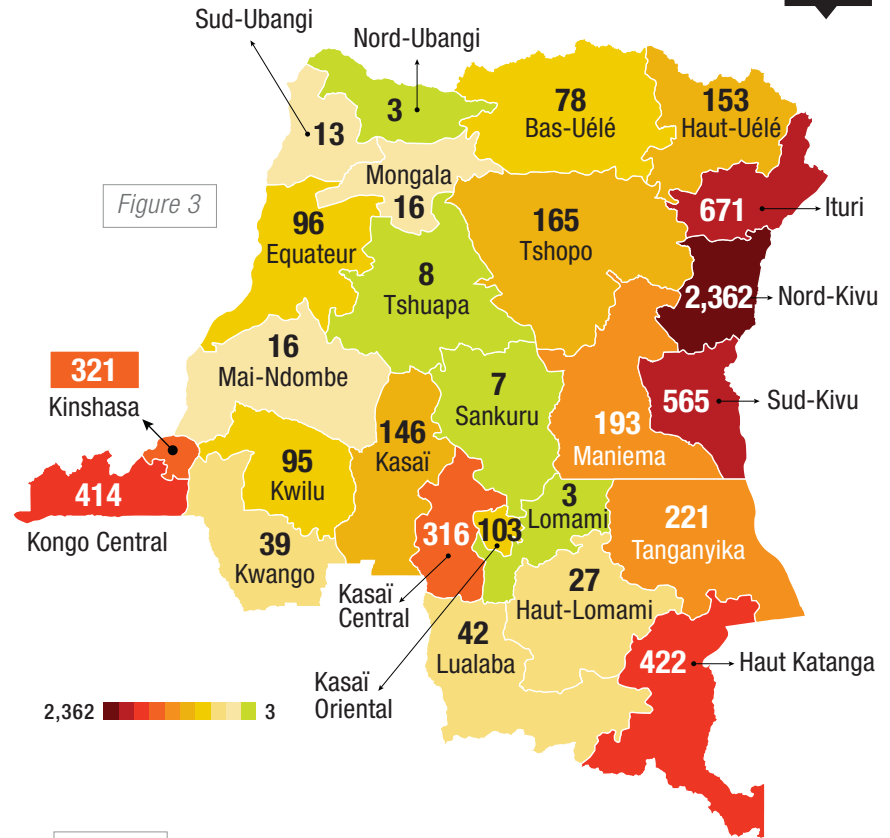 Sud-Ubangi
Nord-Ubangi
3
13
78
Bas-Uélé
153
Haut-Uélé
Figure 3
Mongala
16
671
Ituri
96
Equateur
165
Tshopo
8
Tshuapa
2,362
Nord-Kivu
16
Mai-Ndombe
321
Kinshasa
7
Sankuru
565
Sud-Kivu
193
Maniema
146
Kasaï
95
Kwilu
414
Kongo Central
3
Lomami
316
103
221
Tanganyika
39
Kwango
Kasaï
Central
27
Haut-Lomami
42
Lualaba
422
Haut Katanga
Kasaï
Oriental
2,362
3